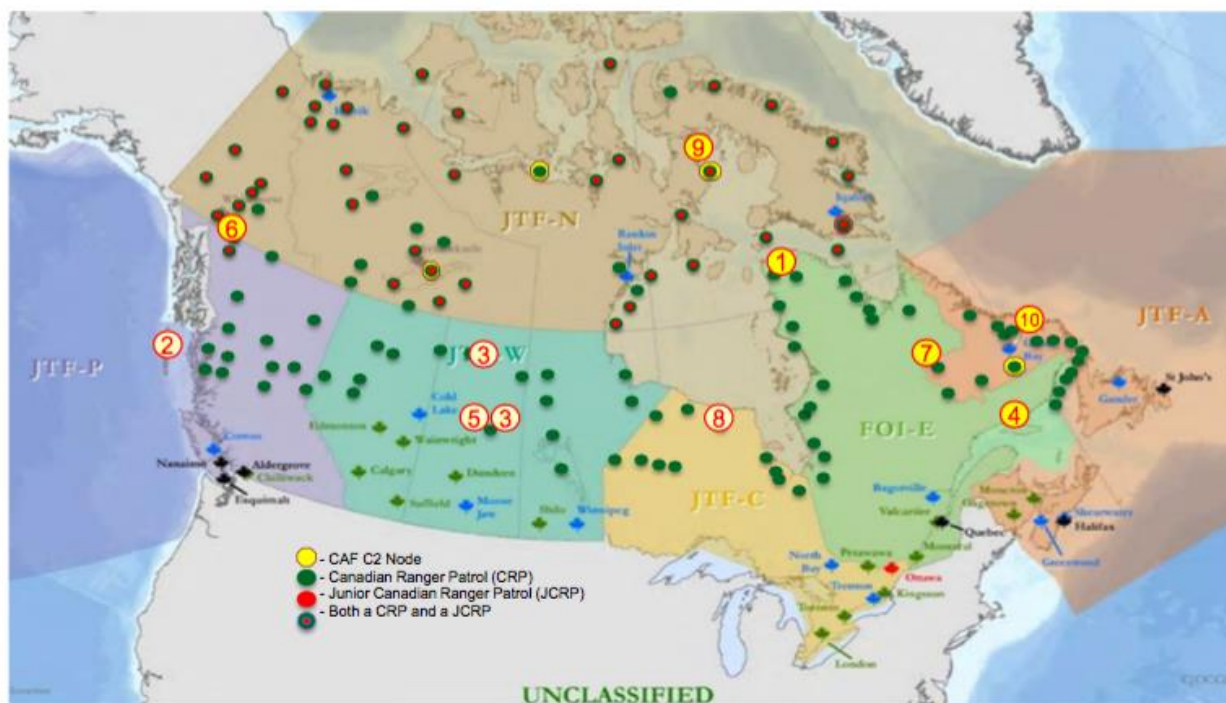 9
JTF-N
6
Rankin
Inlet
1
10
JTF-A
2
JTF-W
3
7
Bay
JTF-P
St John's
Gander
Cold
Lake
5
3
8
4
Edmonton
FOI-E
Wainwright
Comox
Nanaimo
Aldergrove
Chilliwack
Calgary
Dundurn
JTF-C
Bagotville
Moncton
Gagetown
Esquimalt
Suffield
Moose
Jaw
Shilo
Winnipeg
Valcartier
Quebec
Shearwater
Halifax
Greenwood
North
Bay
Petawawa
Montreal
Ottawa
Trenton
Kingston
Toronto
London
- CAF C2 Node
- Canadian Ranger Patrol (CRP)
- Junior Canadian Ranger Patrol (JCRP)
- Both a CRP and a JCRP
UNCLASSIFIED